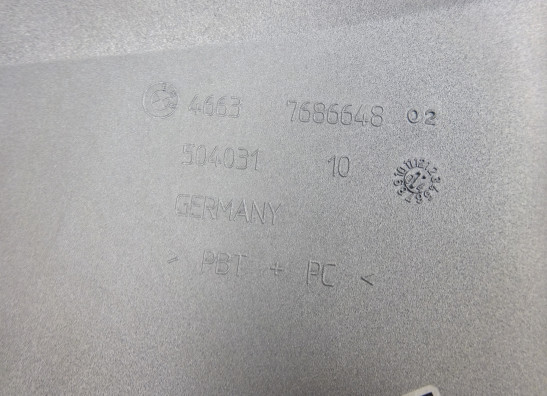 4663 7686648 02
504031 10
GERMANY
> PBT + PC <